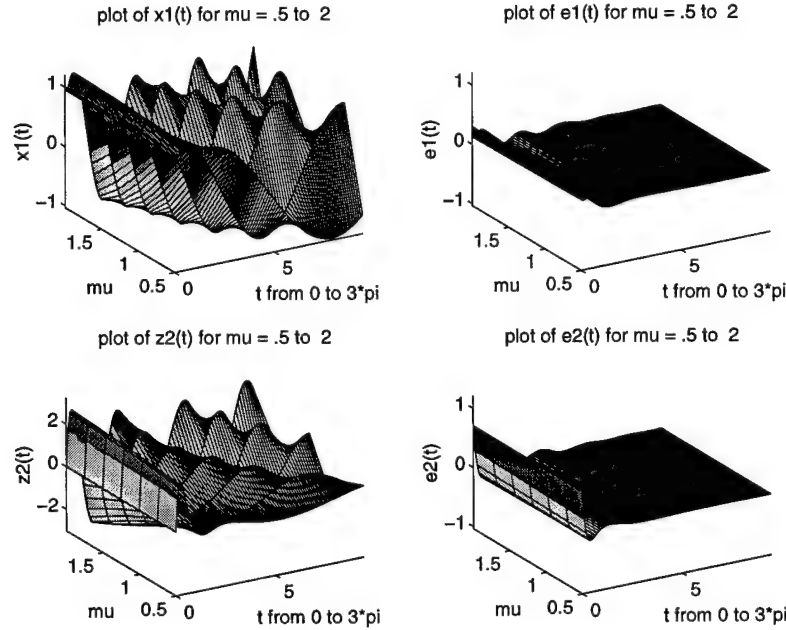 plot of x1(t) for mu = .5 to 2
x1(t)
1
0
−1
1.5
1
0.5
mu
0
5
t from 0 to 3*pi
plot of e1(t) for mu = .5 to 2
e1(t)
1
0
−1
1.5
1
0.5
mu
0
5
t from 0 to 3*pi
plot of z2(t) for mu = .5 to 2
z2(t)
2
0
−2
1.5
1
0.5
mu
0
5
t from 0 to 3*pi
plot of e2(t) for mu = .5 to 2
e2(t)
1
0
−1
1.5
1
0.5
mu
0
5
t from 0 to 3*pi